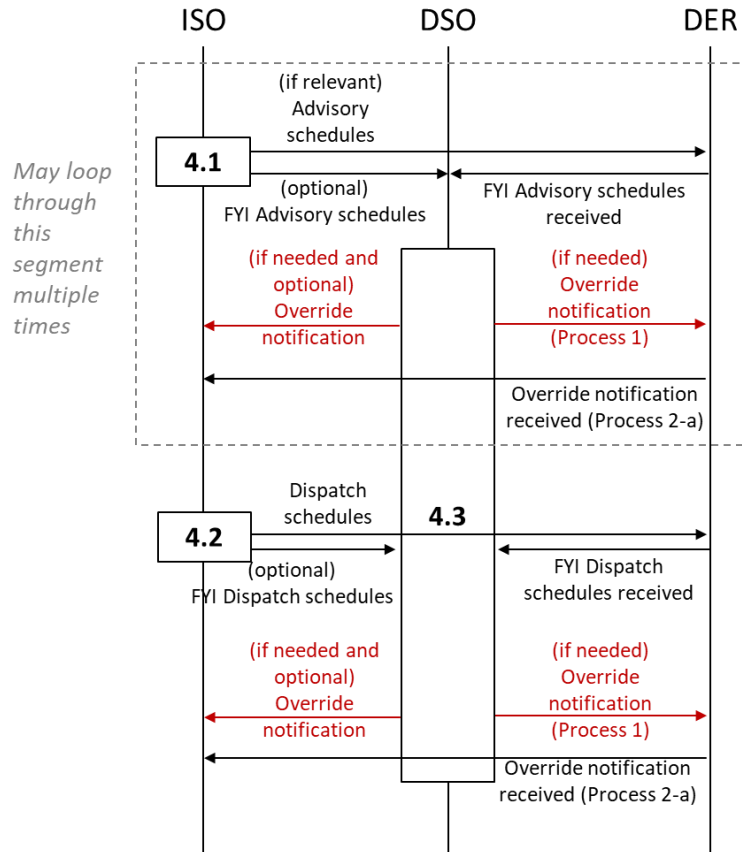 ISO
DSO
DER
(if relevant)
Advisory
schedules
4.1
May loop
through
this
segment
multiple
times
(optional)
FYI Advisory schedules
FYI Advisory schedules
received
(if needed and
optional)
Override
notification
(if needed)
Override
notification
(Process 1)
Override notification
received (Process 2-a)
Dispatch
schedules
4.3
4.2
(optional)
FYI Dispatch schedules
FYI Dispatch
schedules received
(if needed and
optional)
Override
notification
(if needed)
Override
notification
(Process 1)
Override notification
received (Process 2-a)